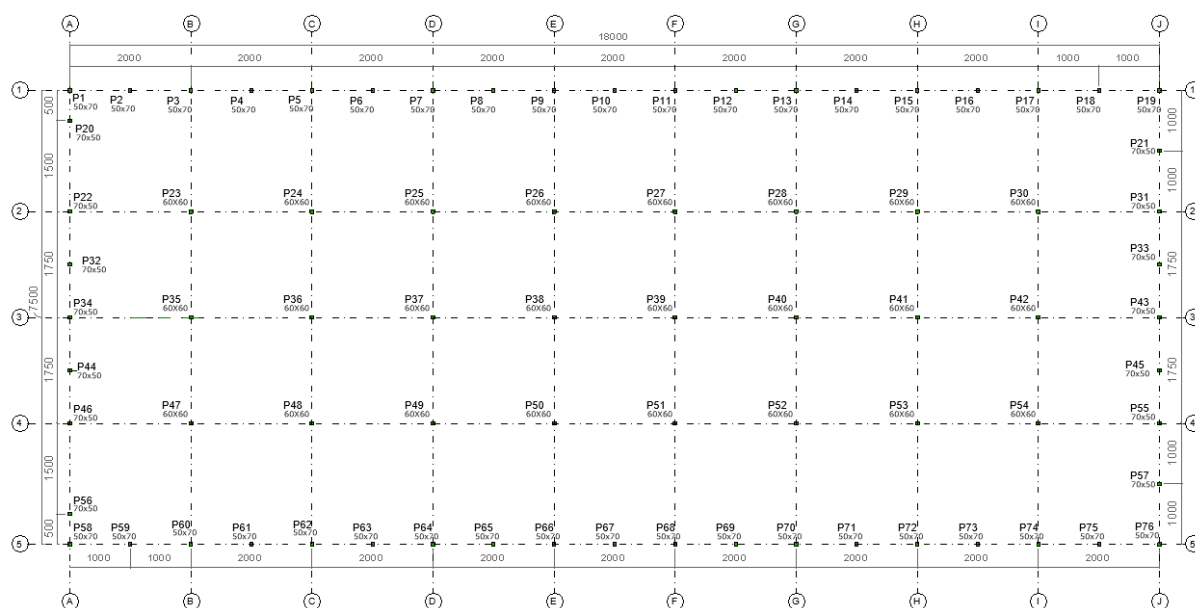 A B C D E F G H I J
18000
2000 2000 2000 2000 2000 2000 2000 2000 1000 1000
1 1
P1 P2 P3 P4 P5 P6 P7 P8 P9 P10 P11 P12 P13 P14 P15 P16 P17 P18 P19
50x70 50x70 50x70 50x70 50x70 50x70 50x70 50x70 50x70 50x70 50x70 50x70 50x70 50x70 50x70 50x70 50x70 50x70 50x70
500
1000
P20
70x50
P21
70x50
1500
1000
P22 P23 P24 P25 P26 P27 P28 P29 P30 P31
70x50 60X60 60X60 60X60 60X60 60X60 60X60 60X60 60X60 70x50
2 2
P32 P33
70x50 70x50
1750 1750
7500
P34 P35 P36 P37 P38 P39 P40 P41 P42 P43
70x50 60X60 60X60 60X60 60X60 60X60 60X60 60X60 60X60 70x50
3 3
P44 P45
70x50 70x50
1750 1750
P46 P47 P48 P49 P50 P51 P52 P53 P54 P55
70x50 60X60 60X60 60X60 60X60 60X60 60X60 60X60 60X60 70x50
4 4
1500 1000
P57
70x50
P56
70x50
500 1000
P58 P59 P60 P61 P62 P63 P64 P65 P66 P67 P68 P69 P70 P71 P72 P73 P74 P75 P76
50x70 50x70 50x70 50x70 50x70 50x70 50x70 50x70 50x70 50x70 50x70 50x70 50x70 50x70 50x70 50x70 50x70 50x70 50x70
5 5
1000 1000 2000 2000 2000 2000 2000 2000 2000 2000
A B C D E F G H I J